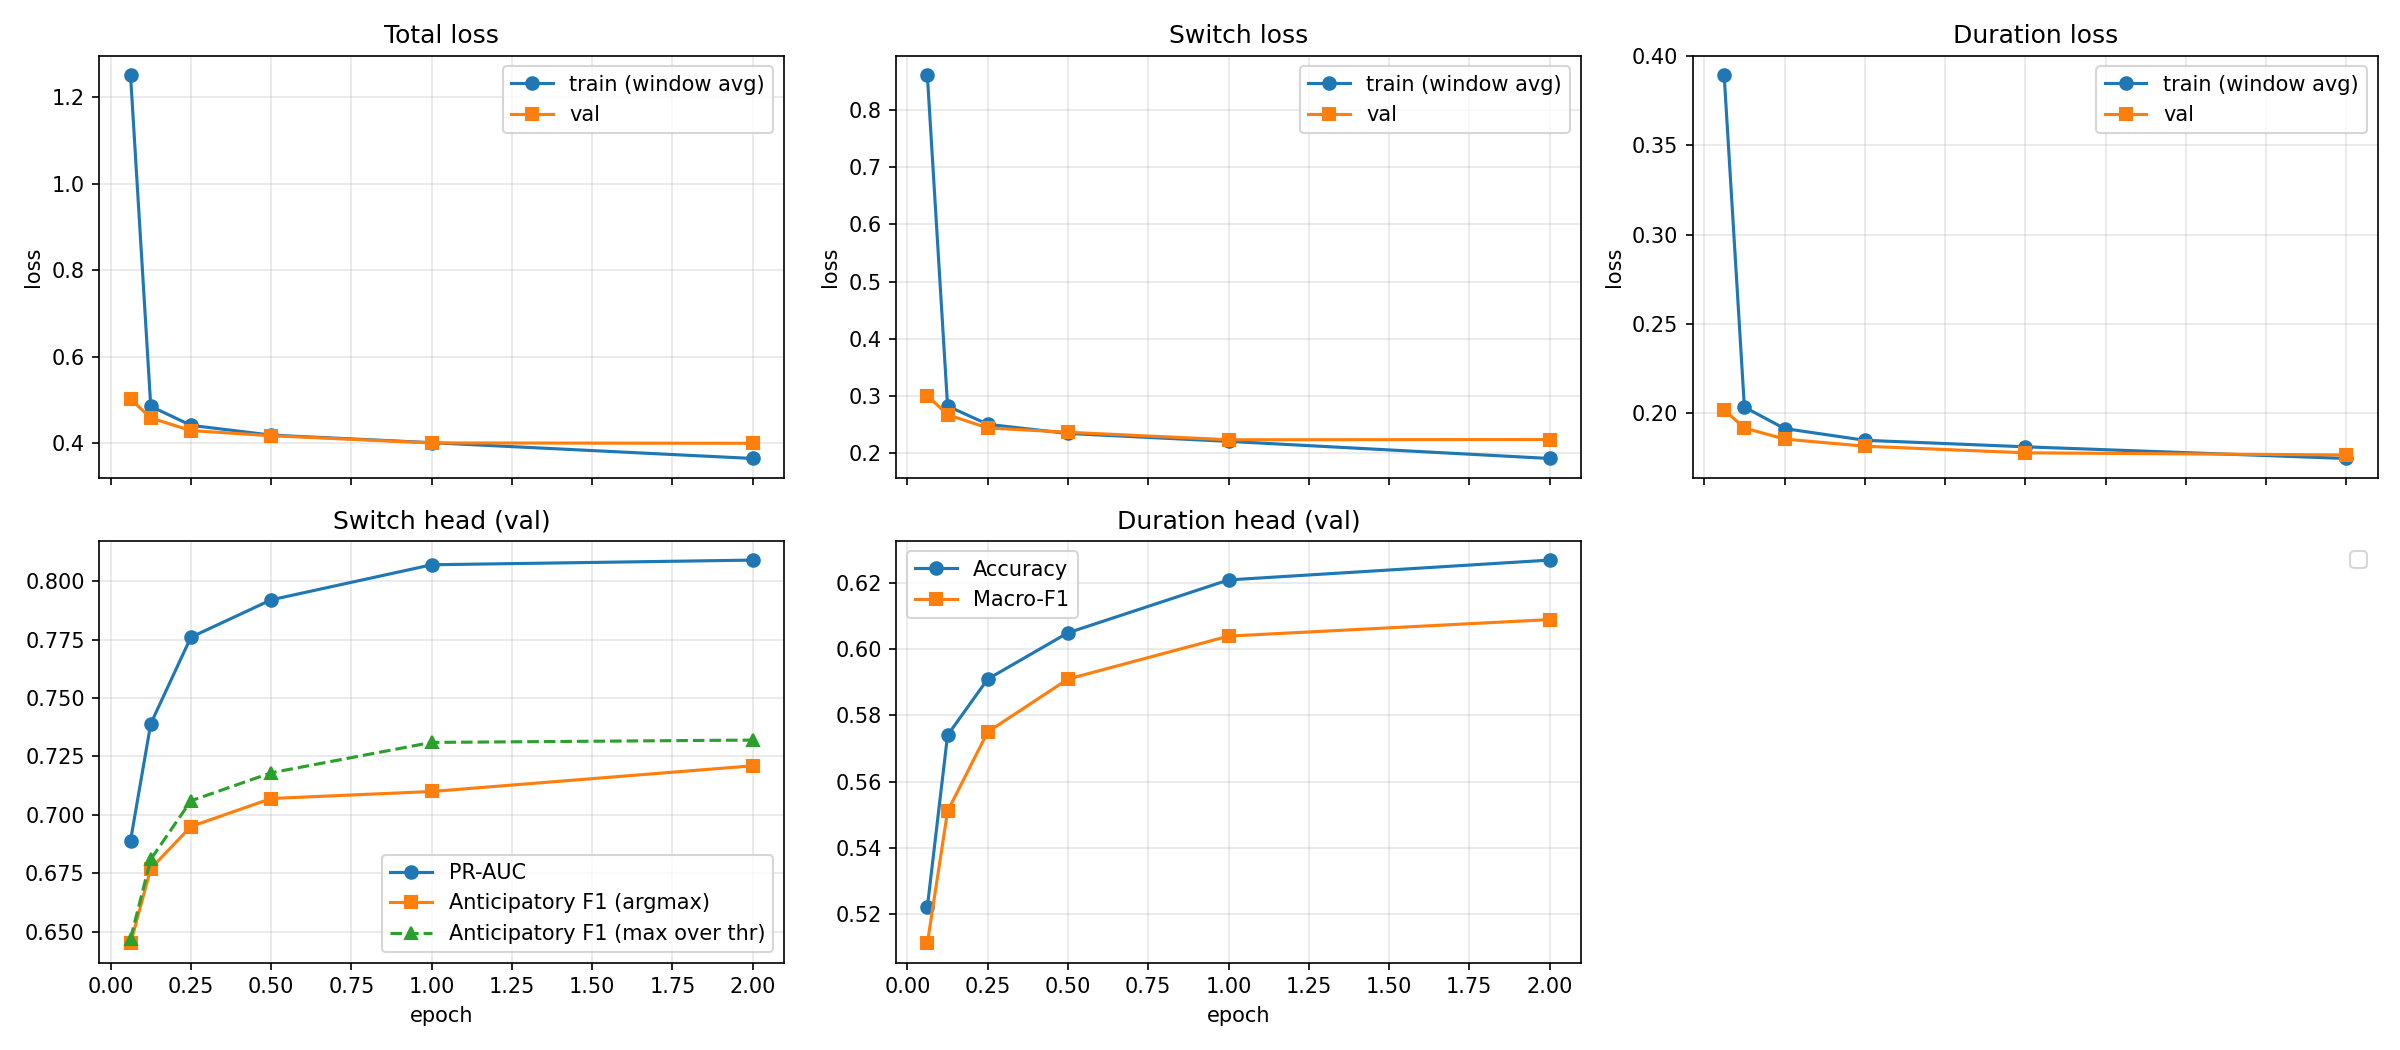 Total loss
train (window avg)
val
1.2
1.0
0.8
0.6
0.4
loss
Switch loss
train (window avg)
val
0.8
0.7
0.6
0.5
0.4
0.3
0.2
loss
Duration loss
train (window avg)
val
0.40
0.35
0.30
0.25
0.20
loss
Switch head (val)
0.800
0.775
0.750
0.725
0.700
0.675
0.650
PR-AUC
Anticipatory F1 (argmax)
Anticipatory F1 (max over thr)
0.00 0.25 0.50 0.75 1.00 1.25 1.50 1.75 2.00
epoch
Duration head (val)
Accuracy
Macro-F1
0.62
0.60
0.58
0.56
0.54
0.52
0.00 0.25 0.50 0.75 1.00 1.25 1.50 1.75 2.00
epoch